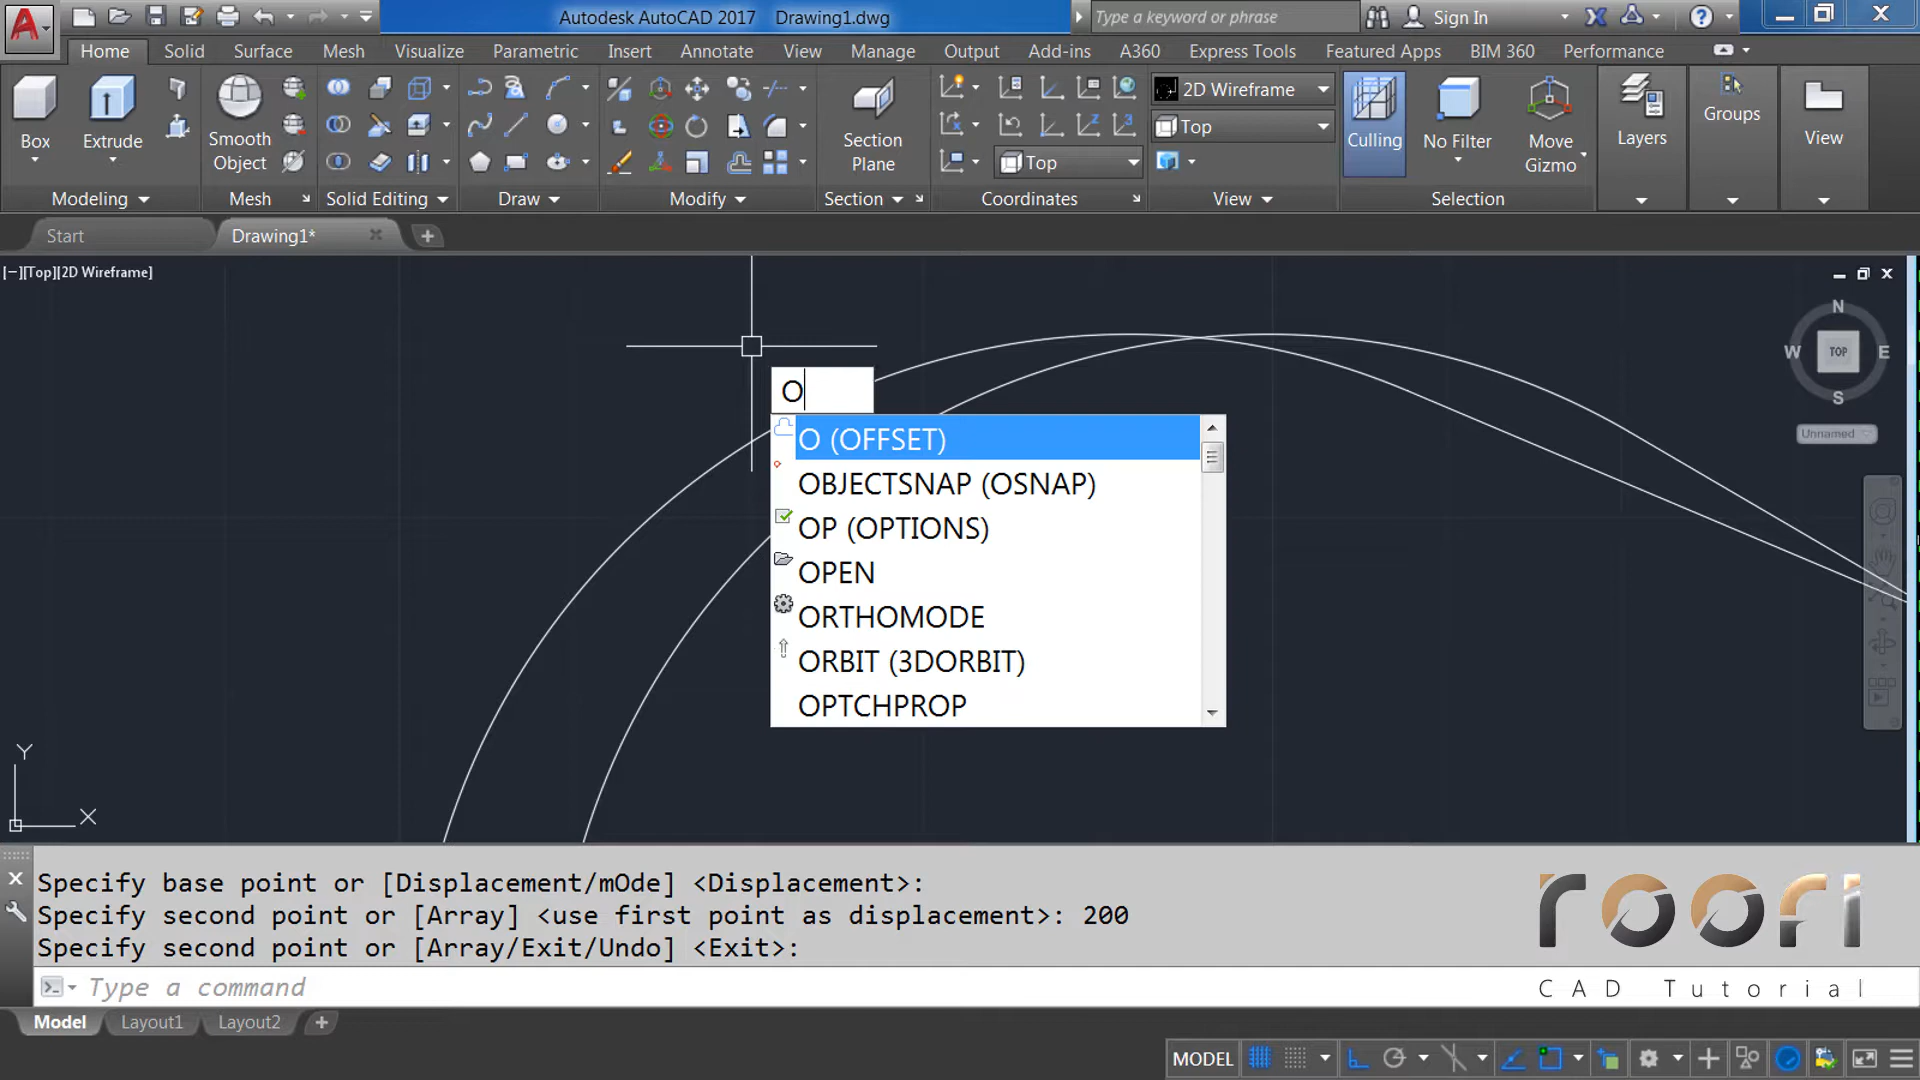 Autodesk AutoCAD 2017 Drawing1.dwg
Type a keyword or phrase
Sign In
Home Solid Surface Mesh Visualize Parametric Insert Annotate View Manage Output Add-ins A360 Express Tools Featured Apps BIM 360 Performance
Box
Extrude
Smooth
Object
Section
Plane
2D Wireframe
Top
Top
Culling
No Filter
Move
Gizmo
Layers
Groups
View
Modeling Mesh Solid Editing Draw Modify Section Coordinates View Selection
Start Drawing1*
[−][Top][2D Wireframe]
N
W TOP E
S
Unnamed
O
O (OFFSET)
OBJECTSNAP (OSNAP)
OP (OPTIONS)
OPEN
ORTHOMODE
ORBIT (3DORBIT)
OPTCHPROP
Y
X
Specify base point or [Displacement/mOde] <Displacement>:
Specify second point or [Array] <use first point as displacement>: 200
Specify second point or [Array/Exit/Undo] <Exit>:
Type a command
roofi
CAD Tutorial
Model Layout1 Layout2
MODEL